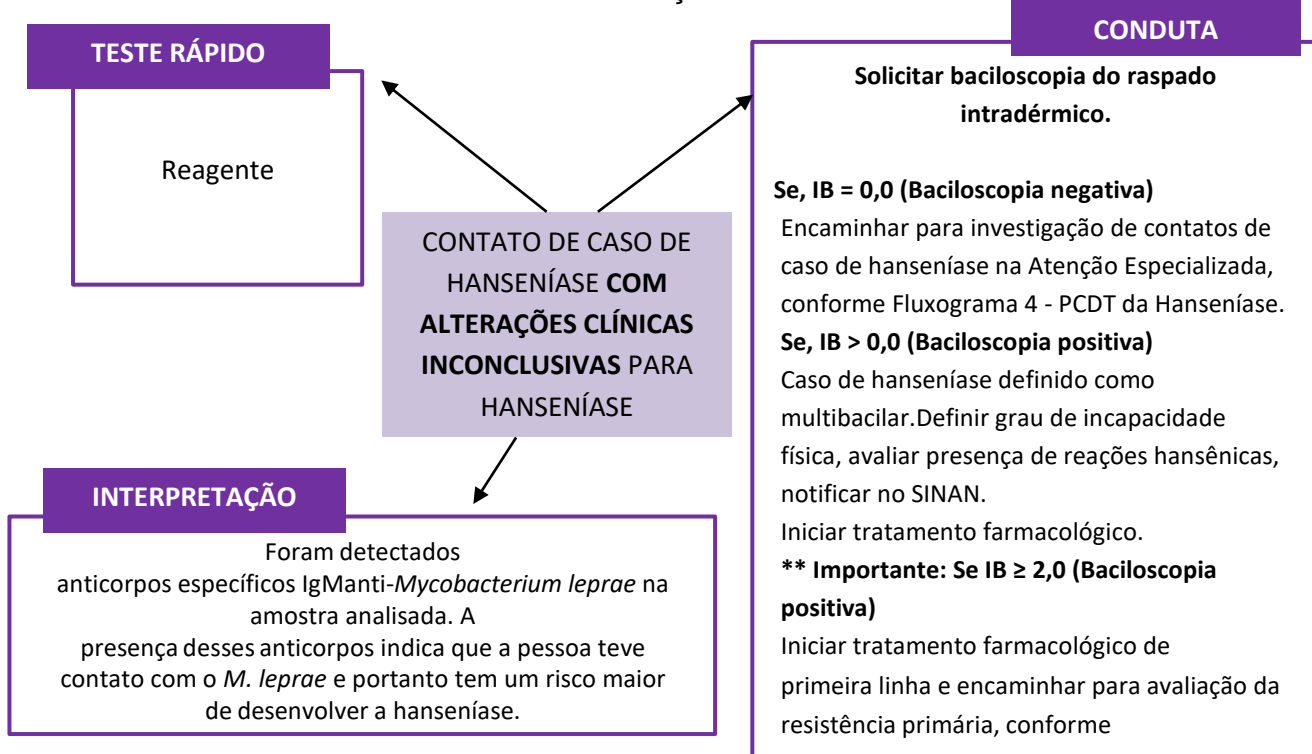 TESTE RÁPIDO
Reagente
CONTATO DE CASO DE
HANSENÍASE COM
ALTERAÇÕES CLÍNICAS
INCONCLUSIVAS PARA
HANSENÍASE
INTERPRETAÇÃO
Foram detectados
anticorpos específicos IgManti-Mycobacterium leprae na
amostra analisada. A
presença desses anticorpos indica que a pessoa teve
contato com o M. leprae e portanto tem um risco maior
de desenvolver a hanseníase.
CONDUTA
Solicitar baciloscopia do raspado
intradérmico.
Se, IB = 0,0 (Baciloscopia negativa)
Encaminhar para investigação de contatos de
caso de hanseníase na Atenção Especializada,
conforme Fluxograma 4 - PCDT da Hanseníase.
Se, IB > 0,0 (Baciloscopia positiva)
Caso de hanseníase definido como
multibacilar.Definir grau de incapacidade
física, avaliar presença de reações hansênicas,
notificar no SINAN.
Iniciar tratamento farmacológico.
** Importante: Se IB ≥ 2,0 (Baciloscopia
positiva)
Iniciar tratamento farmacológico de
primeira linha e encaminhar para avaliação da
resistência primária, conforme